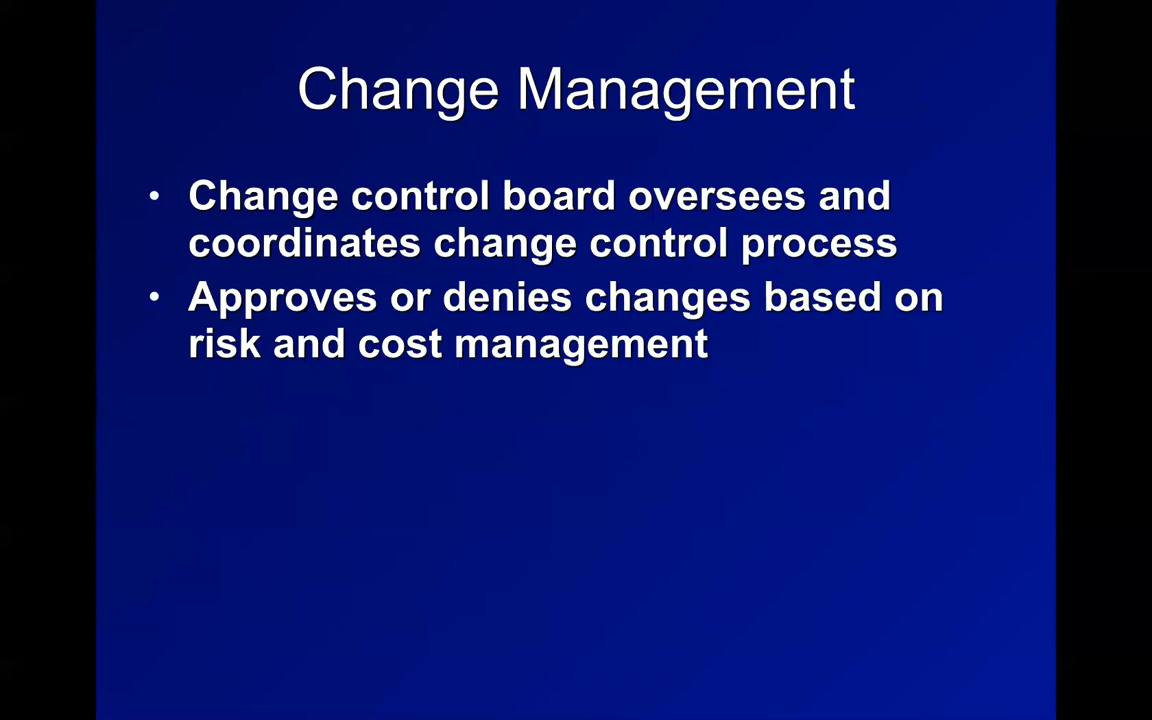 Change Management
• Change control board oversees and
coordinates change control process
• Approves or denies changes based on
risk and cost management